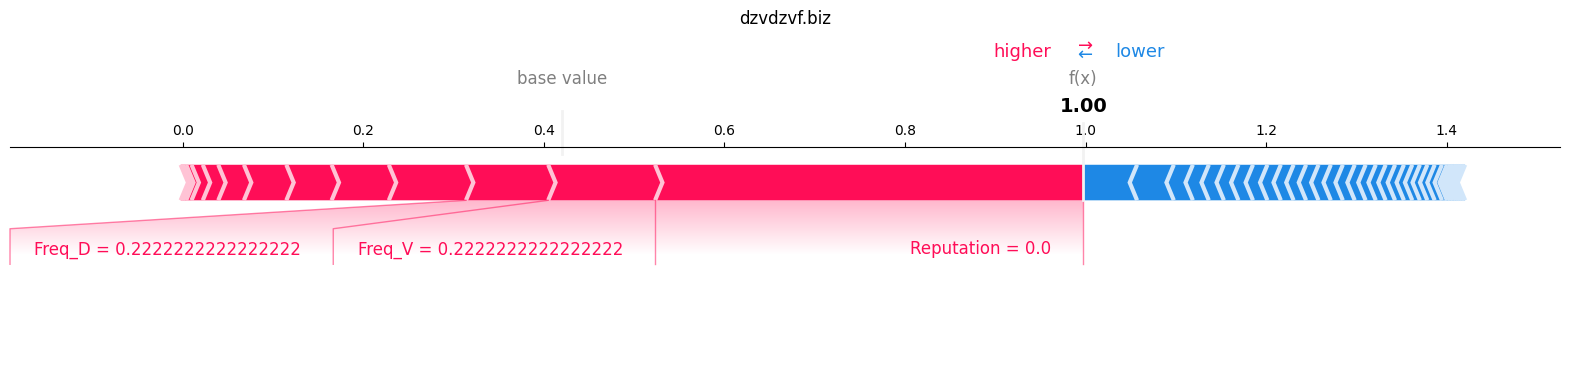 dzvdzvf.biz
higher → ← lower
base value f(x)
1.00
0.0 0.2 0.4 0.6 0.8 1.0 1.2 1.4
Freq_D = 0.2222222222222222 Freq_V = 0.2222222222222222 Reputation = 0.0